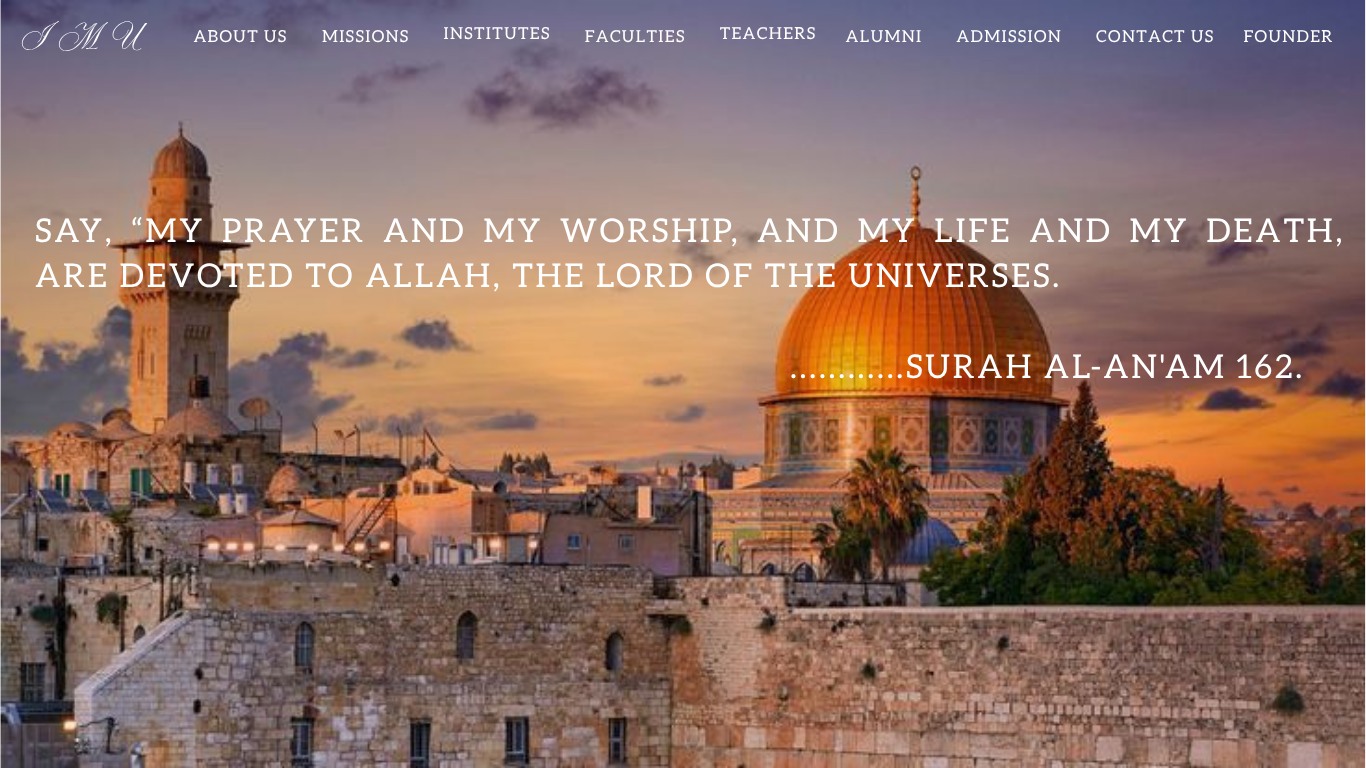 I M U ABOUT US MISSIONS INSTITUTES FACULTIES TEACHERS ALUMNI ADMISSION CONTACT US FOUNDER
SAY, “MY PRAYER AND MY WORSHIP, AND MY LIFE AND MY DEATH,
ARE DEVOTED TO ALLAH, THE LORD OF THE UNIVERSES.
............SURAH AL-AN'AM 162.